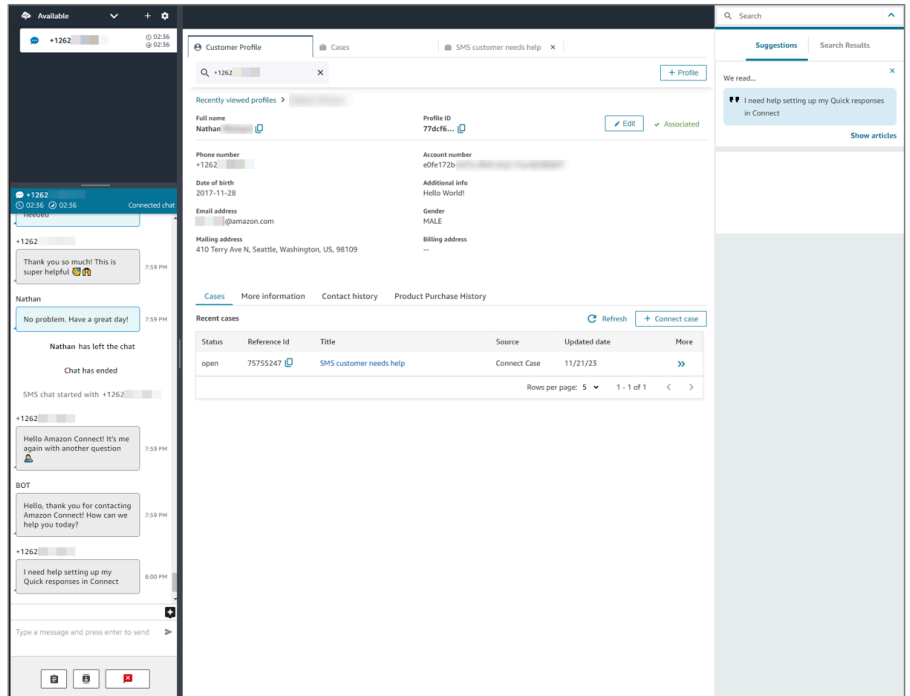 Available
+1262
02:36
02:36
+1262
02:36 02:36 Connected chat
needed
+1262
Thank you so much! This is
super helpful
7:59 PM
Nathan
No problem. Have a great day!
7:59 PM
Nathan has left the chat
Chat has ended
SMS chat started with +1262
+1262
Hello Amazon Connect! It's me
again with another question
7:59 PM
BOT
Hello, thank you for contacting
Amazon Connect! How can we
help you today?
7:59 PM
+1262
I need help setting up my
Quick responses in Connect
8:00 PM
Type a message and press enter to send
Customer Profile Cases SMS customer needs help
+1262
+ Profile
Recently viewed profiles >
Full name Profile ID
Nathan 77dcf6... Edit Associated
Phone number Account number
+1262 e0fe172b
Date of birth Additional info
2017-11-28 Hello World!
Email address Gender
@amazon.com MALE
Mailing address Billing address
410 Terry Ave N, Seattle, Washington, US, 98109 —
Cases More information Contact history Product Purchase History
Recent cases Refresh + Connect case
Status Reference Id Title Source Updated date More
open 75755247 SMS customer needs help Connect Case 11/21/23 »
Rows per page: 5 1 - 1 of 1 < >
Search
Suggestions Search Results
We read...
I need help setting up my Quick responses
in Connect
Show articles